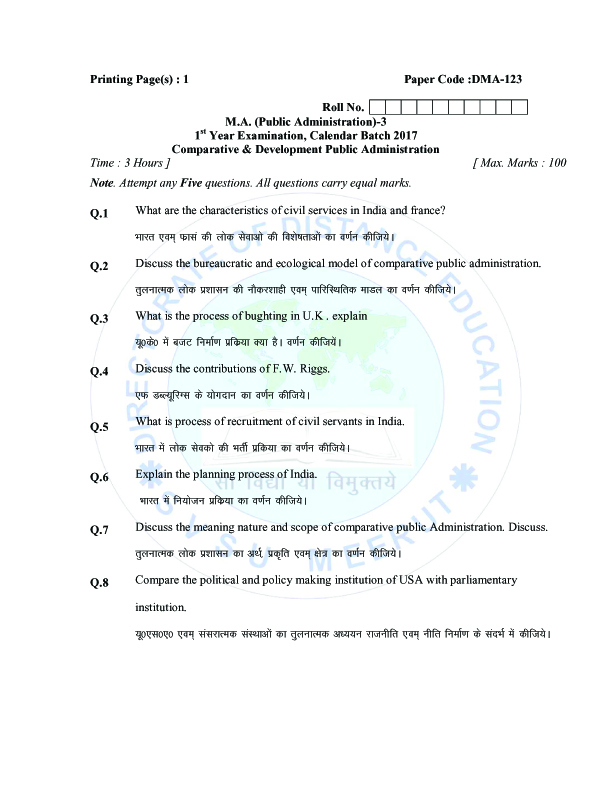 Printing Page(s) : 1 Paper Code :DMA-123
Roll No.
M.A. (Public Administration)-3
1st Year Examination, Calendar Batch 2017
Comparative & Development Public Administration
Time : 3 Hours ] [ Max. Marks : 100
Note. Attempt any Five questions. All questions carry equal marks.
Q.1 What are the characteristics of civil services in India and france?
भारत एवम् फासं की लोक सेवाओ की विशेषताओं का वर्णन कीजिये।
Q.2 Discuss the bureaucratic and ecological model of comparative public administration.
तुलनात्मक लोक प्रशासन की नौकरशाही एवम् पारिस्थितिक माडल का वर्णन कीजिये।
Q.3 What is the process of bughting in U.K . explain
यू0के0 में बजट निर्माण प्रकिया क्या है। वर्णन कीजियें।
Q.4 Discuss the contributions of F.W. Riggs.
एफ डब्ल्यूरिग्स के योगदान का वर्णन कीजिये।
Q.5 What is process of recruitment of civil servants in India.
भारत में लोक सेवको की भर्ती प्रकिया का वर्णन कीजिये।
Q.6 Explain the planning process of India.
भारत में नियोजन प्रकिया का वर्णन कीजिये।
Q.7 Discuss the meaning nature and scope of comparative public Administration. Discuss.
तुलनात्मक लोक प्रशासन का अर्थ, प्रकृति एवम् क्षेत्र का वर्णन कीजिये।
Q.8 Compare the political and policy making institution of USA with parliamentary
institution.
यू0एस0ए0 एवम् संसरात्मक संस्थाओं का तुलनात्मक अध्ययन राजनीति एवम् नीति निर्माण के संदर्भ में कीजिये।
DIRECTORATE OF DISTANCE EDUCATION
सा विद्या या विमुक्तये
S V S U MEERUT